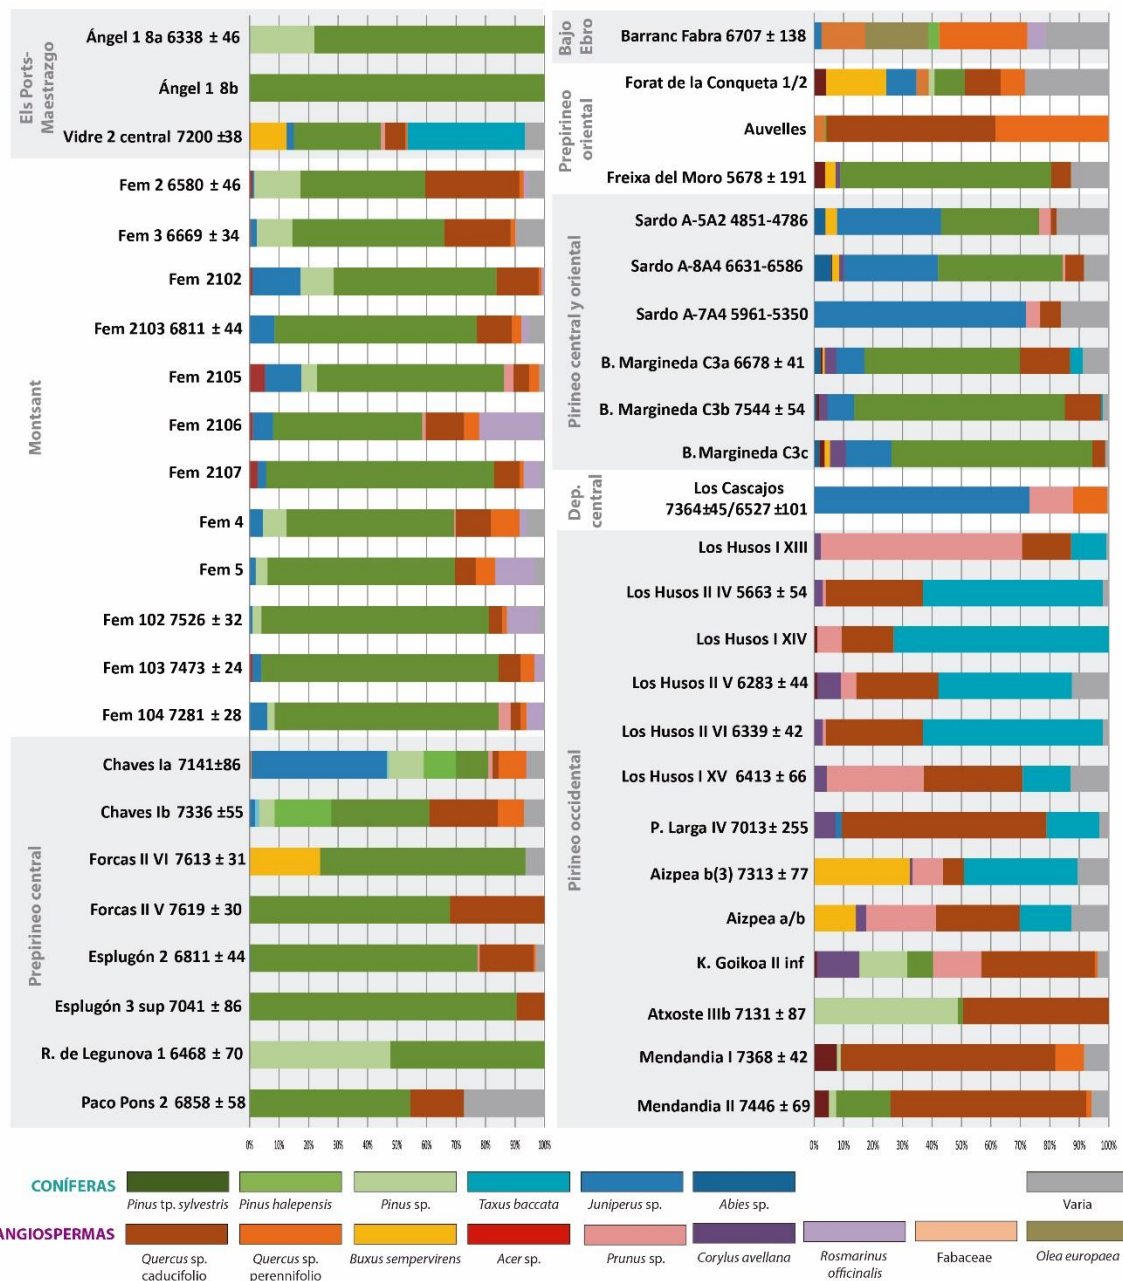 Els Ports-
Maestrazgo
Ángel 1 8a 6338 ± 46
Ángel 1 8b
Vidre 2 central 7200 ±38
Montsant
Fem 2 6580 ± 46
Fem 3 6669 ± 34
Fem 2102
Fem 2103 6811 ± 44
Fem 2105
Fem 2106
Fem 2107
Fem 4
Fem 5
Fem 102 7526 ± 32
Fem 103 7473 ± 24
Fem 104 7281 ± 28
Prepirineo central
Chaves Ia 7141±86
Chaves Ib 7336 ±55
Forcas II VI 7613 ± 31
Forcas II V 7619 ± 30
Esplugón 2 6811 ± 44
Esplugón 3 sup 7041 ± 86
R. de Legunova 1 6468 ± 70
Paco Pons 2 6858 ± 58
0% 10% 20% 30% 40% 50% 60% 70% 80% 90% 100%
Bajo
Ebro
Barranc Fabra 6707 ± 138
Prepirineo
oriental
Forat de la Conqueta 1/2
Auvelles
Freixa del Moro 5678 ± 191
Pirineo central y oriental
Sardo A-5A2 4851-4786
Sardo A-8A4 6631-6586
Sardo A-7A4 5961-5350
B. Margineda C3a 6678 ± 41
B. Margineda C3b 7544 ± 54
B. Margineda C3c
Dep.
central
Los Cascajos
7364±45/6527 ±101
Pirineo occidental
Los Husos I XIII
Los Husos II IV 5663 ± 54
Los Husos I XIV
Los Husos II V 6283 ± 44
Los Husos II VI 6339 ± 42
Los Husos I XV 6413 ± 66
P. Larga IV 7013± 255
Aizpea b(3) 7313 ± 77
Aizpea a/b
K. Goikoa II inf
Atxoste IIIb 7131 ± 87
Mendandia I 7368 ± 42
Mendandia II 7446 ± 69
0% 10% 20% 30% 40% 50% 60% 70% 80% 90% 100%
CONÍFERAS
Pinus tp. sylvestris
Pinus halepensis
Pinus sp.
Taxus baccata
Juniperus sp.
Abies sp.
Varia
ANGIOSPERMAS
Quercus sp.
caducifolio
Quercus sp.
perennifolio
Buxus sempervirens
Acer sp.
Prunus sp.
Corylus avellana
Rosmarinus
officinalis
Fabaceae
Olea europaea